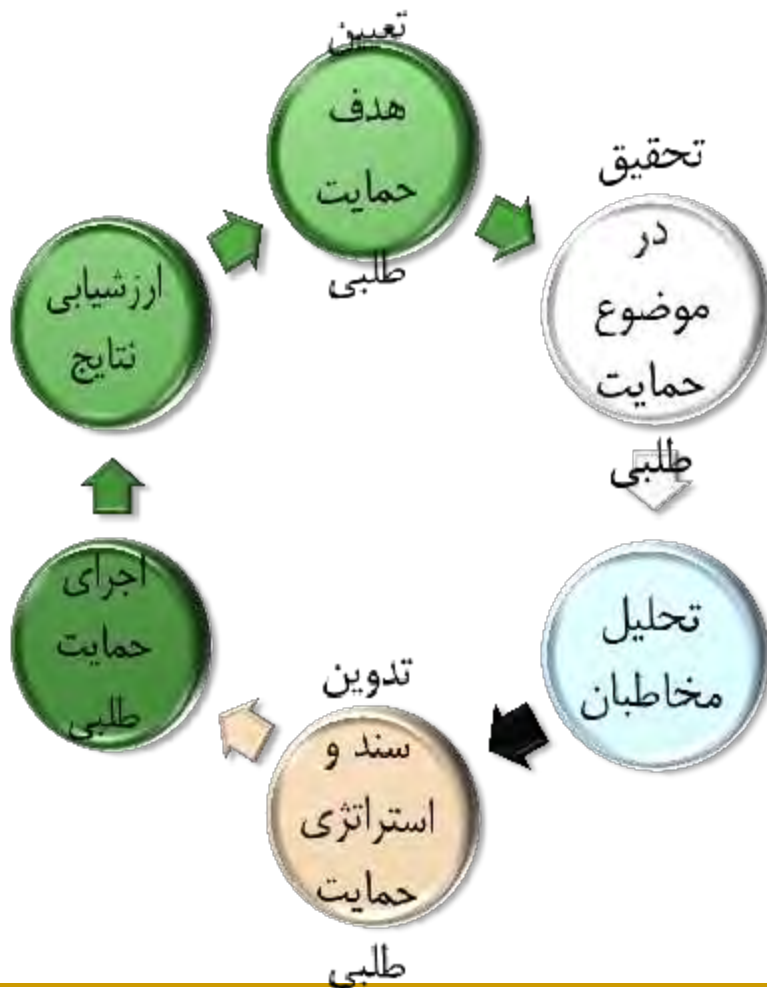 تعیین
هدف
حمایت
طلبی
تحقیق
در
موضوع
حمایت
طلبی
تحلیل
مخاطبان
تدوین
سند و
استراتژی
حمایت
طلبی
اجرای
حمایت
طلبی
ارزشیابی
نتایج